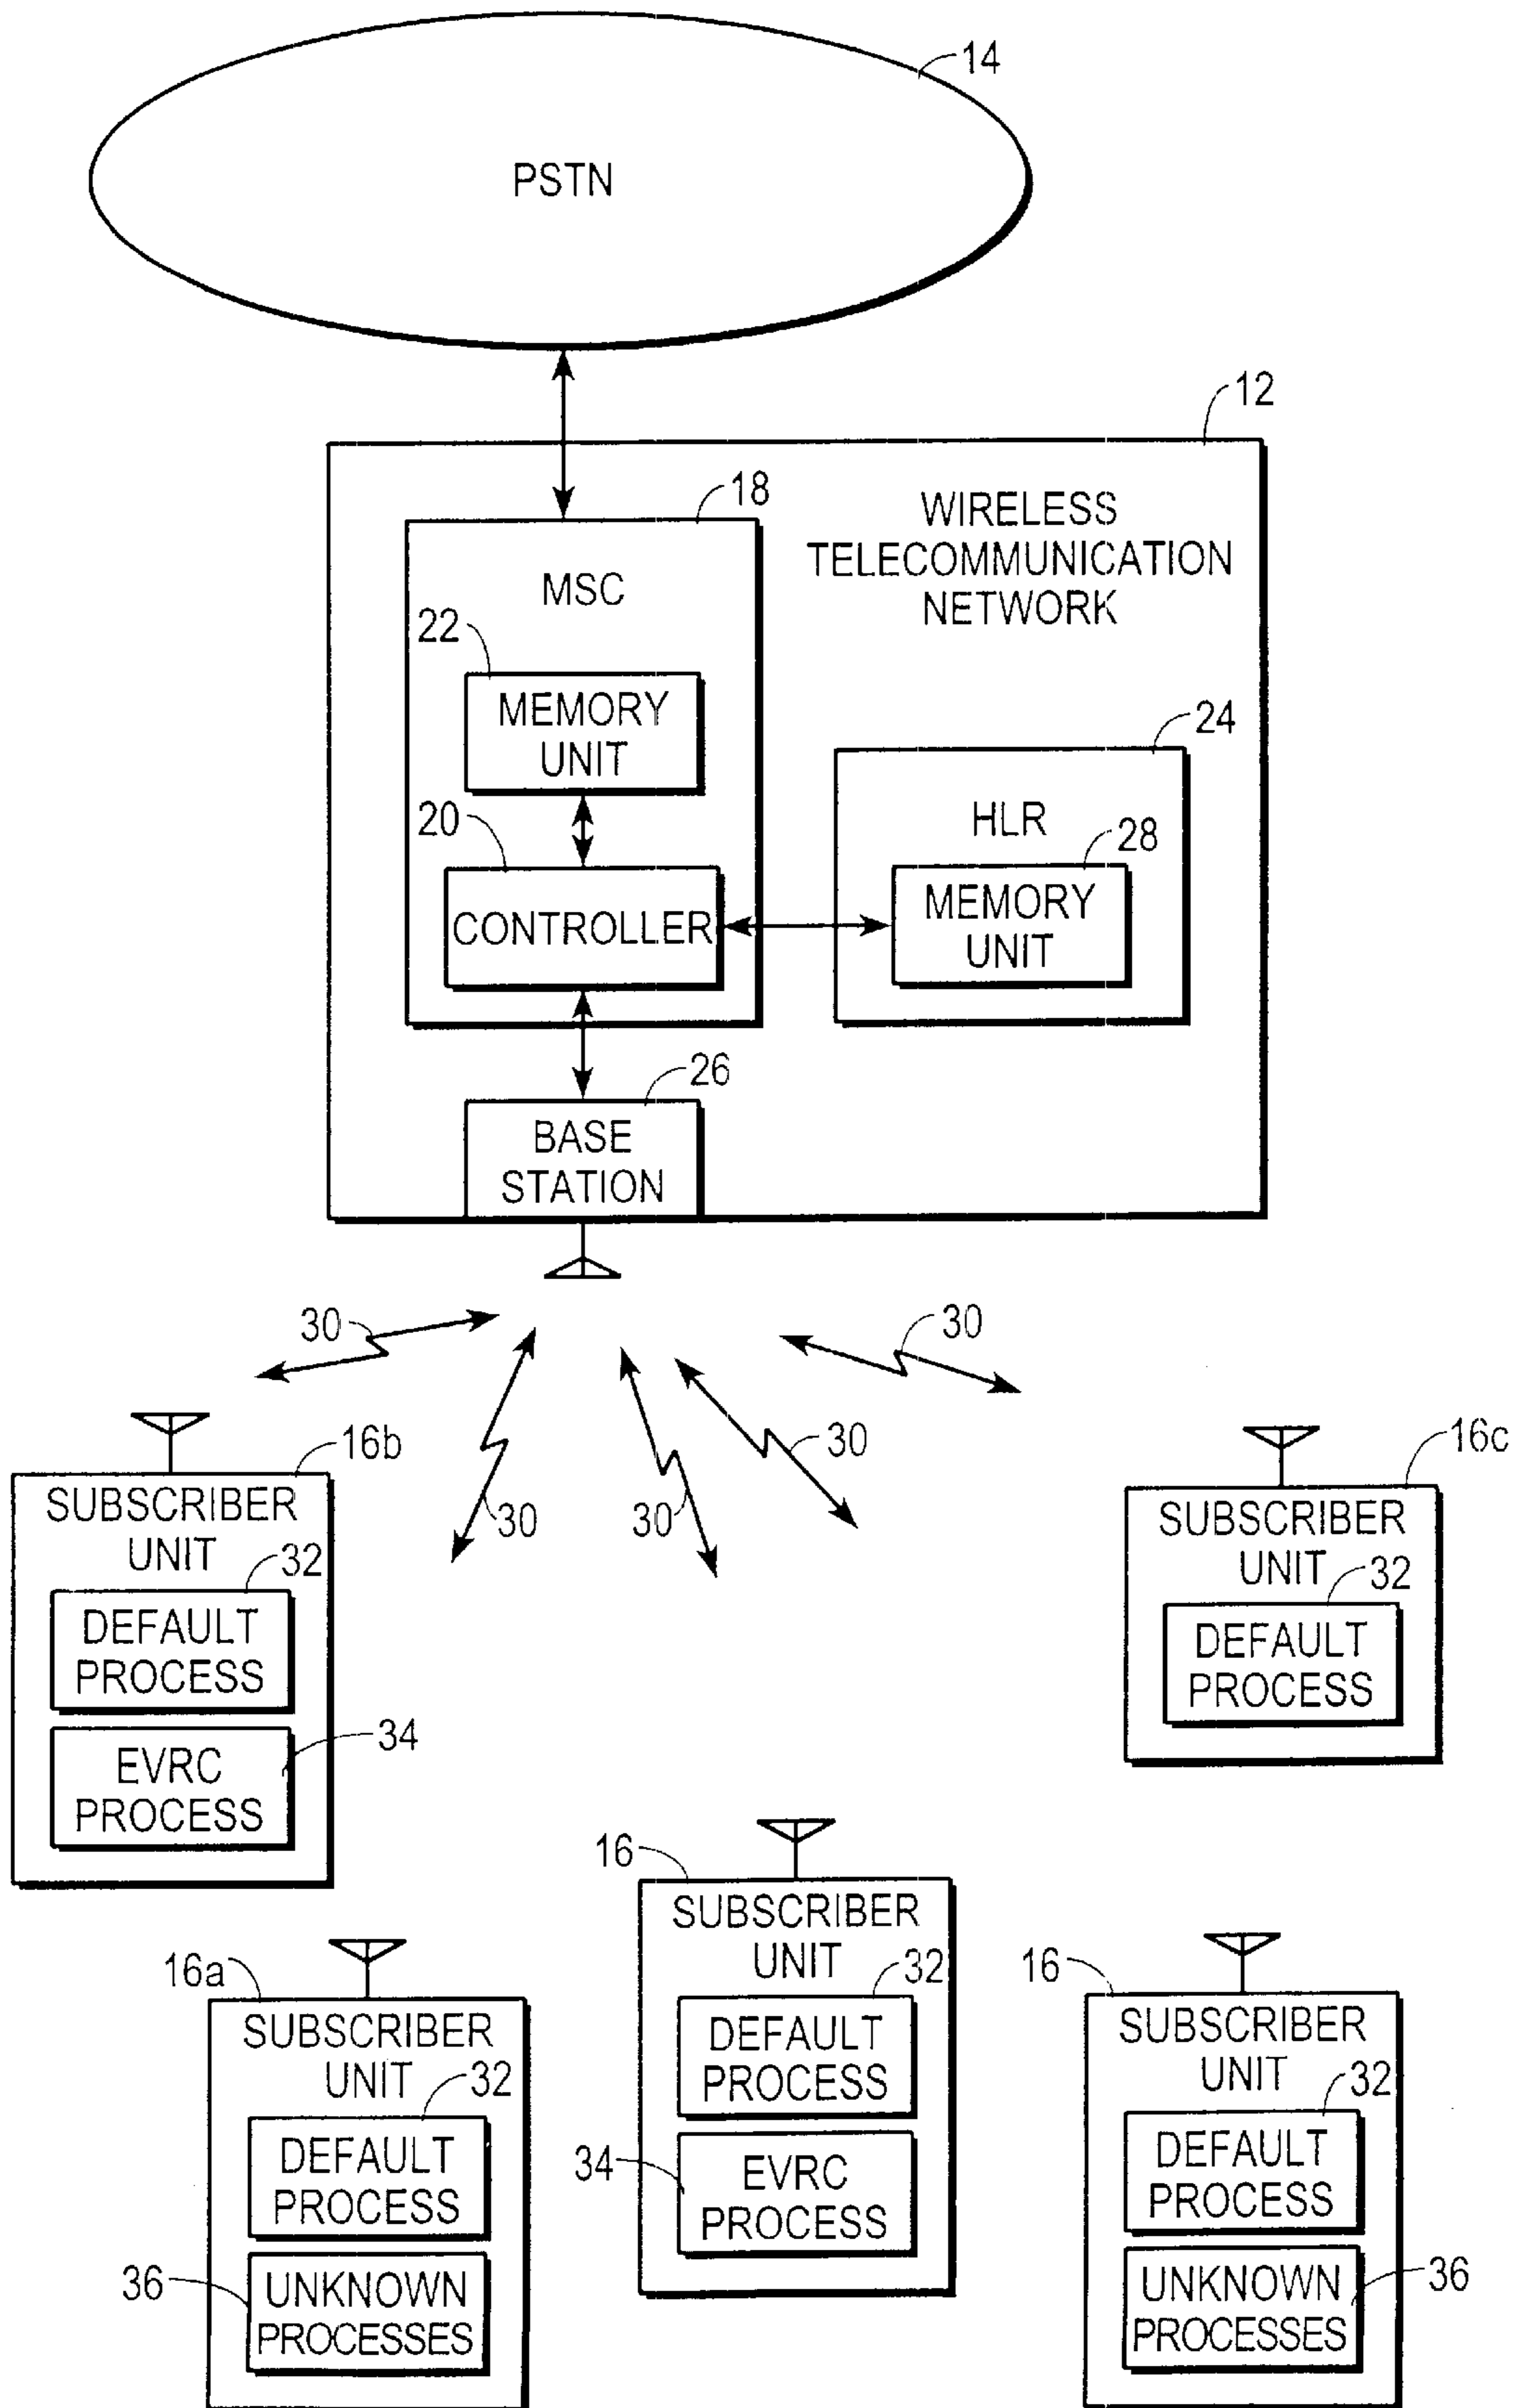 14
PSTN
12
18
WIRELESS
TELECOMMUNICATION
NETWORK
MSC
22
MEMORY
UNIT
24
20
HLR
28
CONTROLLER
MEMORY
UNIT
26
BASE
STATION
30
30
30
30
30
16b
SUBSCRIBER
UNIT
32
DEFAULT
PROCESS
34
EVRC
PROCESS
16c
SUBSCRIBER
UNIT
32
DEFAULT
PROCESS
16a
SUBSCRIBER
UNIT
32
DEFAULT
PROCESS
36
UNKNOWN
PROCESSES
16
SUBSCRIBER
UNIT
32
DEFAULT
PROCESS
34
EVRC
PROCESS
16
SUBSCRIBER
UNIT
32
DEFAULT
PROCESS
36
UNKNOWN
PROCESSES